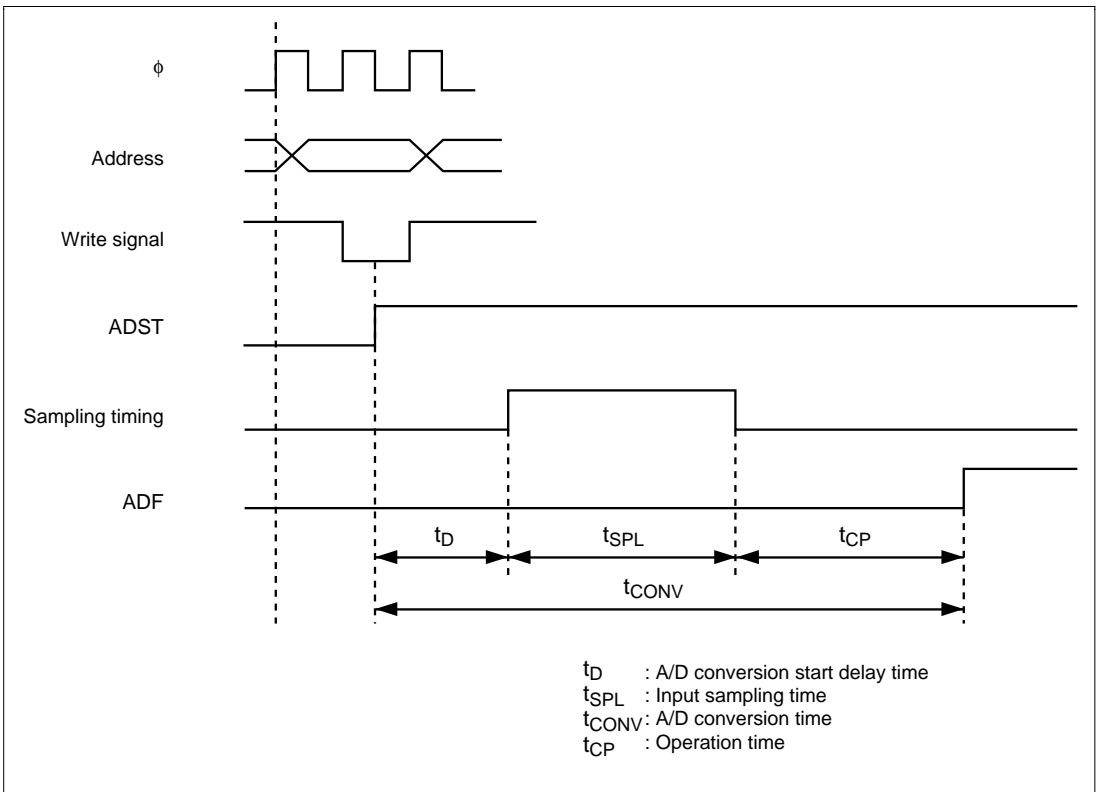 ϕ
Address
Write signal
ADST
Sampling timing
ADF
tD tSPL tCP
tCONV
tD : A/D conversion start delay time
tSPL : Input sampling time
tCONV : A/D conversion time
tCP : Operation time